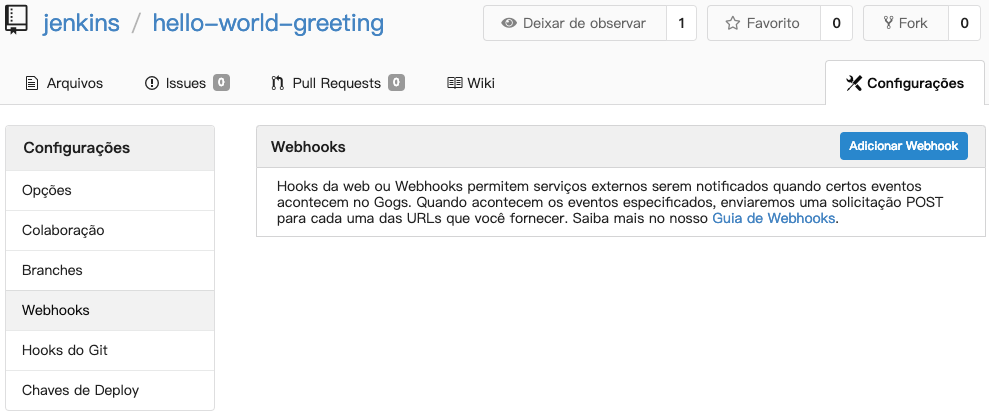 jenkins / hello-world-greeting
Deixar de observar 1
Favorito 0
Fork 0
Arquivos
Issues 0
Pull Requests 0
Wiki
Configurações
Configurações
Opções
Colaboração
Branches
Webhooks
Hooks do Git
Chaves de Deploy
Webhooks
Adicionar Webhook
Hooks da web ou Webhooks permitem serviços externos serem notificados quando certos eventos
acontecem no Gogs. Quando acontecem os eventos especificados, enviaremos uma solicitação POST
para cada uma das URLs que você fornecer. Saiba mais no nosso Guia de Webhooks.